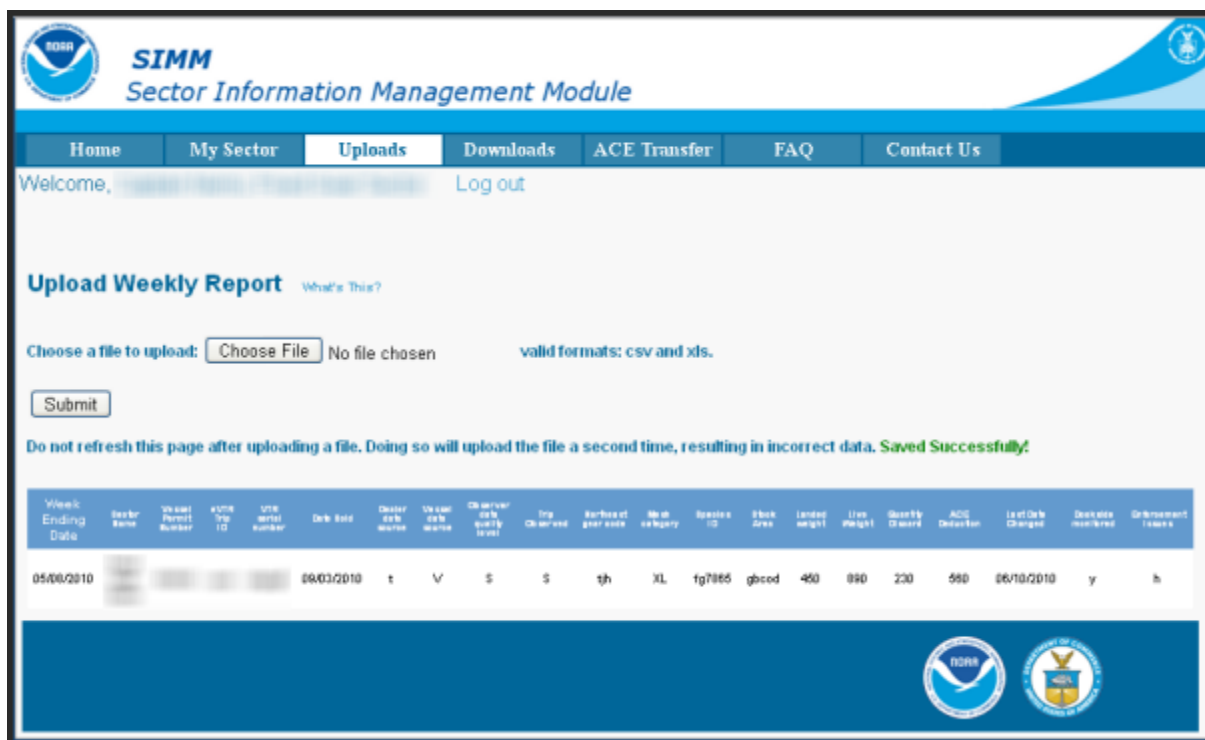 NOAA
SIMM
Sector Information Management Module
Home My Sector Uploads Downloads ACE Transfer FAQ Contact Us
Welcome, Log out
Upload Weekly Report What's This?
Choose a file to upload: Choose File No file chosen valid formats: csv and xls.
Submit
Do not refresh this page after uploading a file. Doing so will upload the file a second time, resulting in incorrect data. Saved Successfully!
Week Ending Date Sector Name Vessel Permit Number eVTR Trip ID VTR serial number Date Sold Dealer data source Vessel data source Observer data quality level Trip Observed Northeast gear code Mesh category Species ID Stock Area Landed weight Live Weight Quantity Discard ACE Deduction Last Date Changed Dockside monitored Enforcement Issues
05/08/2010 09/03/2010 t V S S tjh XL fg7865 gbcod 450 890 230 560 06/10/2010 y h
NOAA